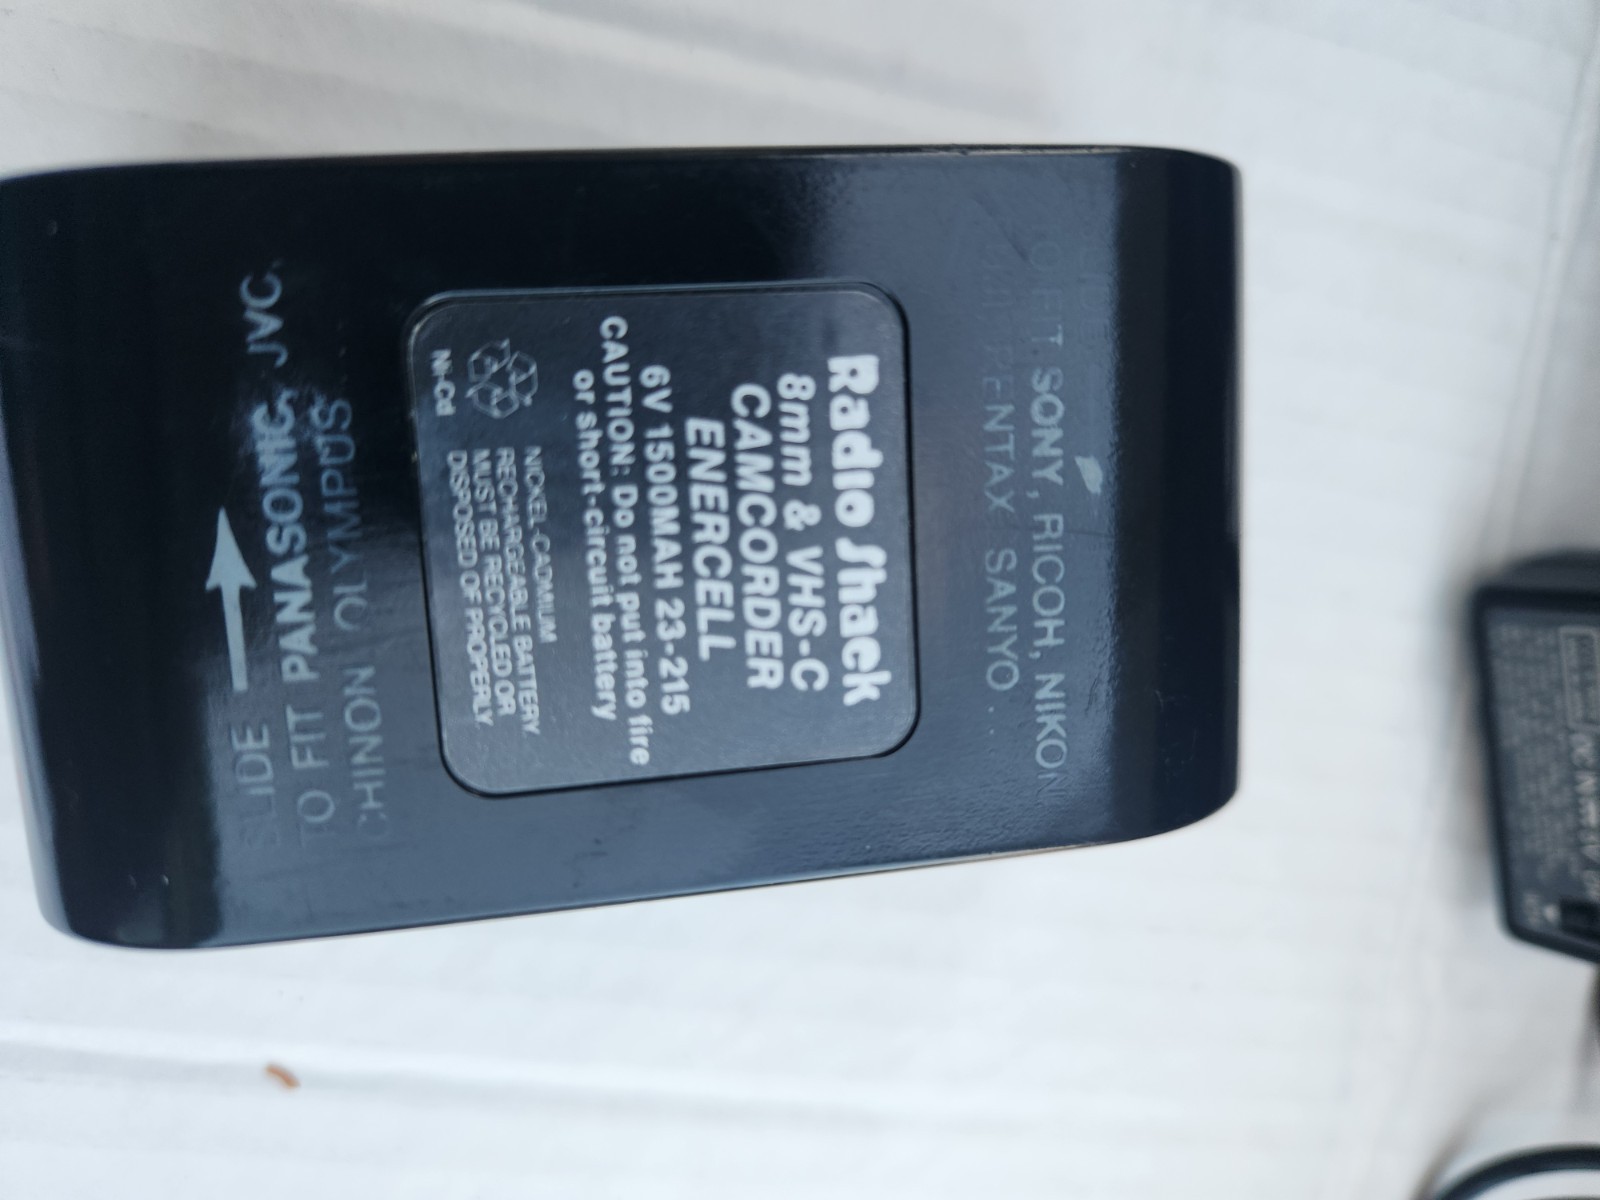 TO FIT SONY, RICOH, NIKON
PENTAX SANYO.
Radio Shack
8mm & VHS-C
CAMCORDER
ENERCELL
6V 1500MAH 23-215
CAUTION: Do not put into fire
or short-circuit battery
NICKEL-CADMIUM
RECHARGEABLE BATTERY.
MUST BE RECYCLED OR
DISPOSED OF PROPERLY.
Ni-Cd
SLIDE
TO FIT PANASONIC, JVC,
CHINON OLYMPUS.